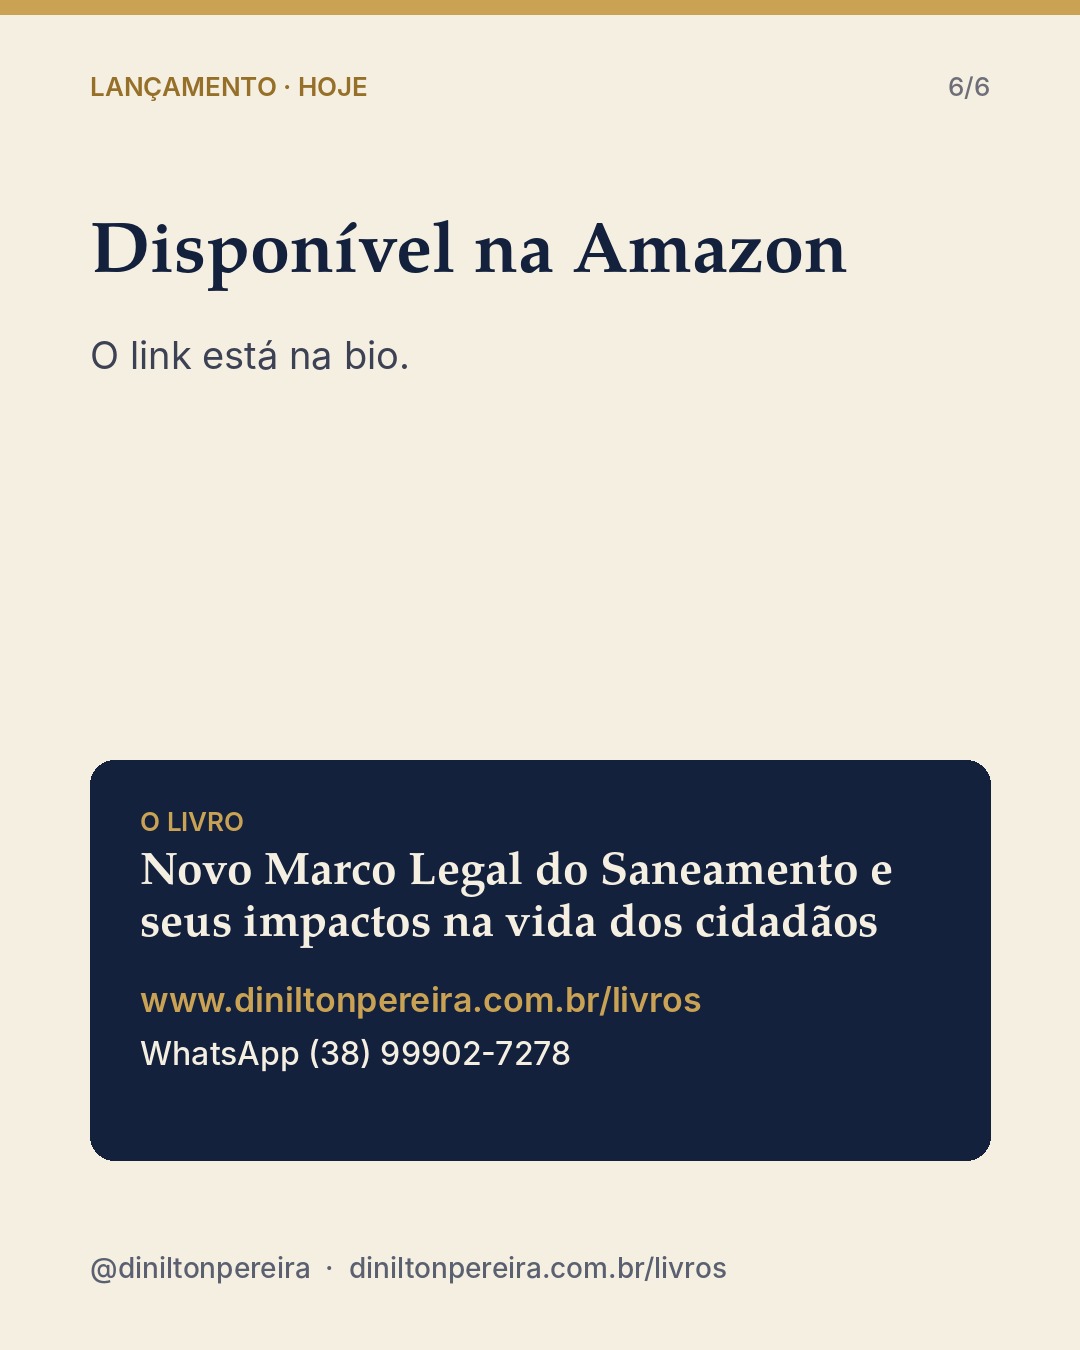 LANÇAMENTO · HOJE
6/6
Disponível na Amazon
O link está na bio.
O LIVRO
Novo Marco Legal do Saneamento e
seus impactos na vida dos cidadãos
www.diniltonpereira.com.br/livros
WhatsApp (38) 99902-7278
@diniltonpereira · diniltonpereira.com.br/livros